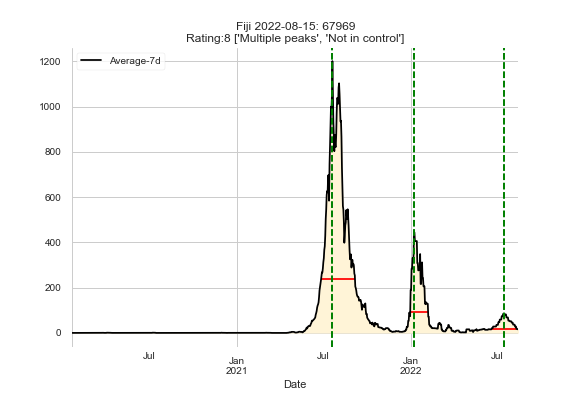 Fiji 2022-08-15: 67969
Rating:8 ['Multiple peaks', 'Not in control']
Average-7d
1200
1000
800
600
400
200
0
Jul
Jan
2021
Jul
Jan
2022
Jul
Date